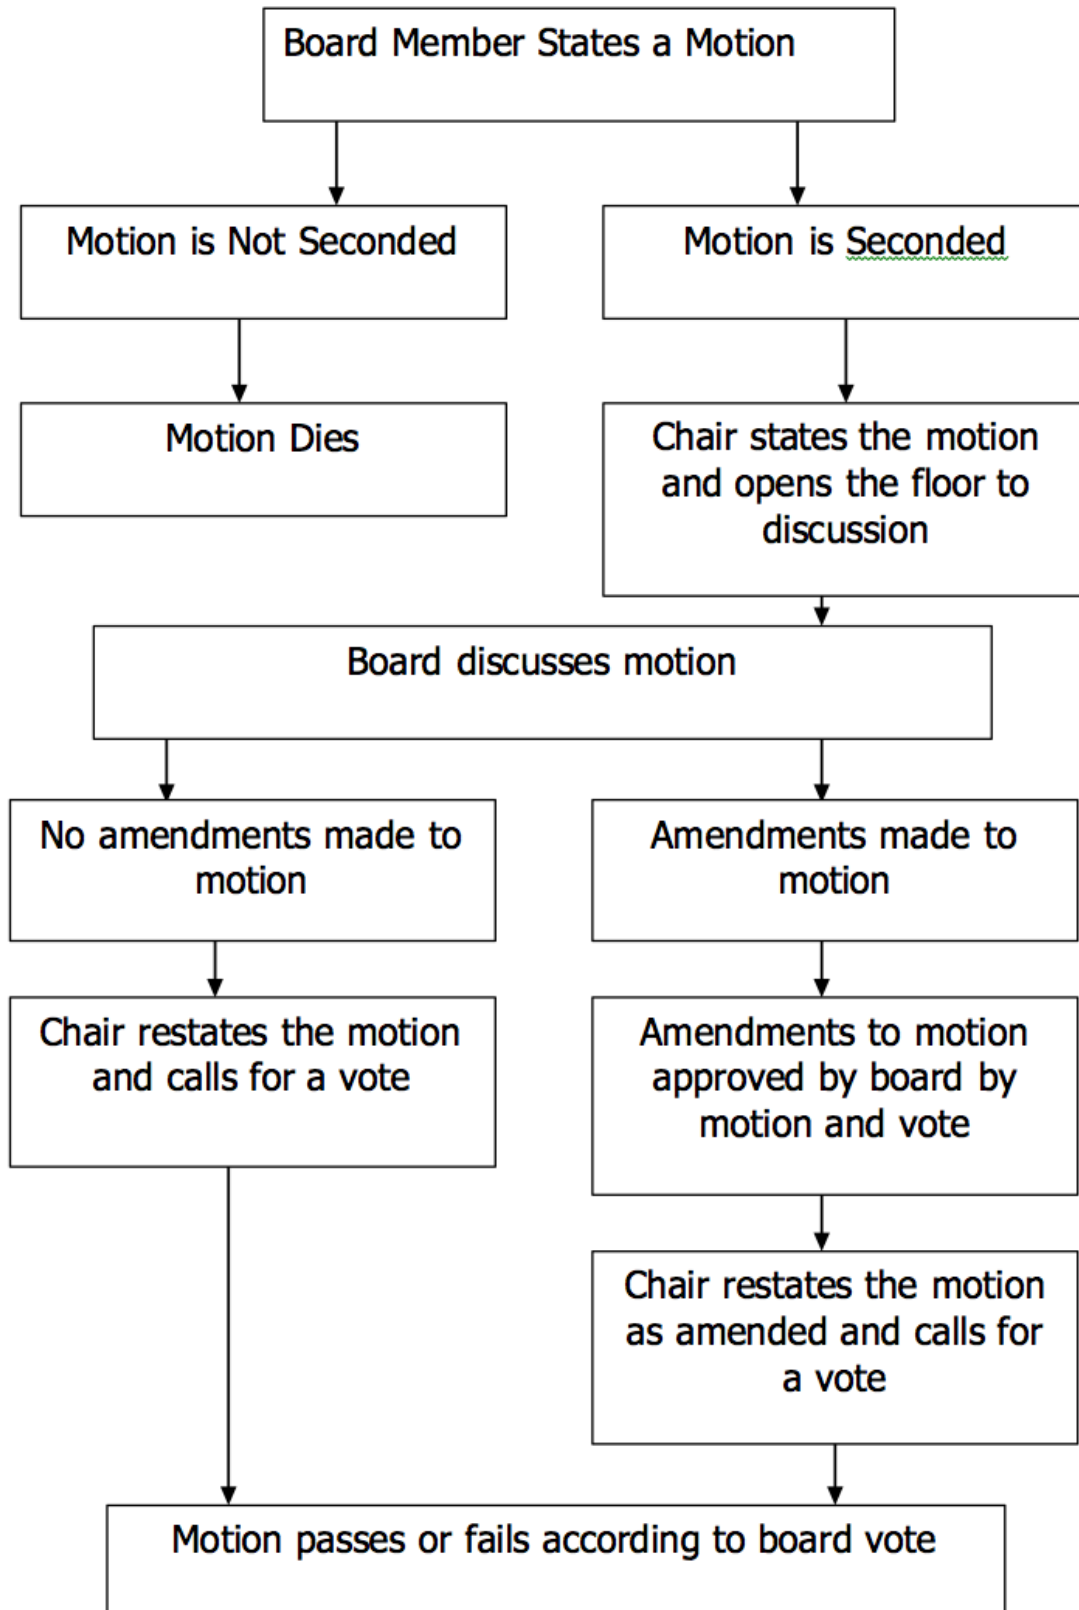 Board Member States a Motion
Motion is Not Seconded
Motion is Seconded
Motion Dies
Chair states the motion
and opens the floor to
discussion
Board discusses motion
No amendments made to
motion
Amendments made to
motion
Chair restates the motion
and calls for a vote
Amendments to motion
approved by board by
motion and vote
Chair restates the motion
as amended and calls for
a vote
Motion passes or fails according to board vote